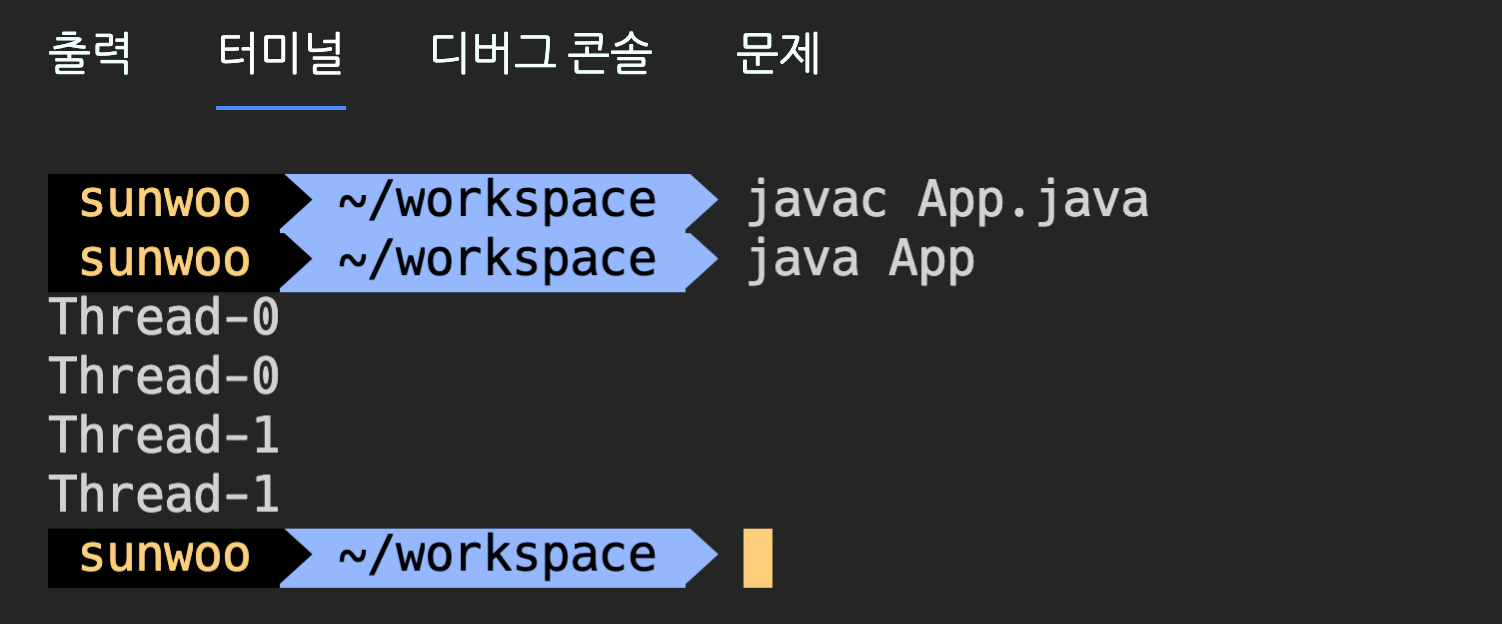 출력 터미널 디버그 콘솔 문제
sunwoo ~/workspace javac App.java
sunwoo ~/workspace java App
Thread-0
Thread-0
Thread-1
Thread-1
sunwoo ~/workspace